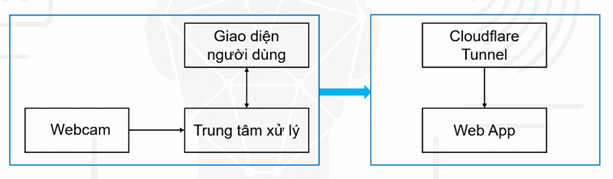 Giao diện
người dùng
Webcam
Trung tâm xử lý
Cloudflare
Tunnel
Web App